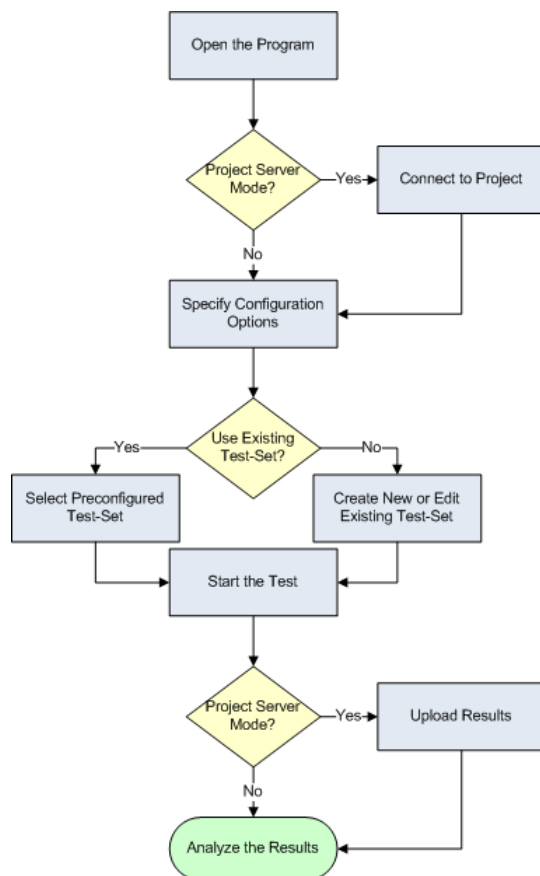 Open the Program
Project Server
Mode?
Yes
Connect to Project
No
Specify Configuration
Options
Use Existing
Test-Set?
Yes
No
Select Preconfigured
Test-Set
Create New or Edit
Existing Test-Set
Start the Test
Project Server
Mode?
Yes
Upload Results
No
Analyze the Results